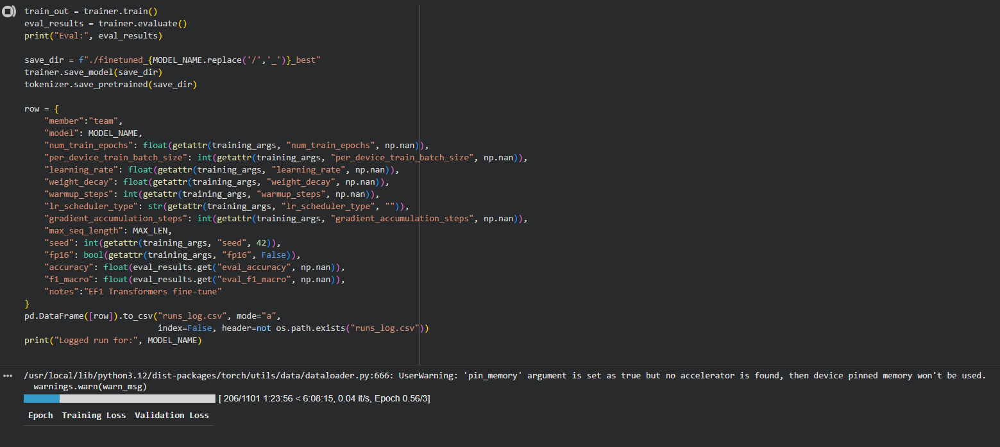 train_out = trainer.train()
eval_results = trainer.evaluate()
print("Eval:", eval_results)
save_dir = f"./finetuned_{MODEL_NAME.replace('/','_')}_best"
trainer.save_model(save_dir)
tokenizer.save_pretrained(save_dir)
row = {
    "member":"team",
    "model": MODEL_NAME,
    "num_train_epochs": float(getattr(training_args, "num_train_epochs", np.nan)),
    "per_device_train_batch_size": int(getattr(training_args, "per_device_train_batch_size", np.nan)),
    "learning_rate": float(getattr(training_args, "learning_rate", np.nan)),
    "weight_decay": float(getattr(training_args, "weight_decay", np.nan)),
    "warmup_steps": int(getattr(training_args, "warmup_steps", np.nan)),
    "lr_scheduler_type": str(getattr(training_args, "lr_scheduler_type", "")),
    "gradient_accumulation_steps": int(getattr(training_args, "gradient_accumulation_steps", np.nan)),
    "max_seq_length": MAX_LEN,
    "seed": int(getattr(training_args, "seed", 42)),
    "fp16": bool(getattr(training_args, "fp16", False)),
    "accuracy": float(eval_results.get("eval_accuracy", np.nan)),
    "f1_macro": float(eval_results.get("eval_f1_macro", np.nan)),
    "notes":"EF1 Transformers fine-tune"
}
pd.DataFrame([row]).to_csv("runs_log.csv", mode="a",
                           index=False, header=not os.path.exists("runs_log.csv"))
print("Logged run for:", MODEL_NAME)
/usr/local/lib/python3.12/dist-packages/torch/utils/data/dataloader.py:666: UserWarning: 'pin_memory' argument is set as true but no accelerator is found, then device pinned memory won't be used.
  warnings.warn(warn_msg)
[ 206/1101 1:23:56 < 6:08:15, 0.04 it/s, Epoch 0.56/3]
Epoch Training Loss Validation Loss